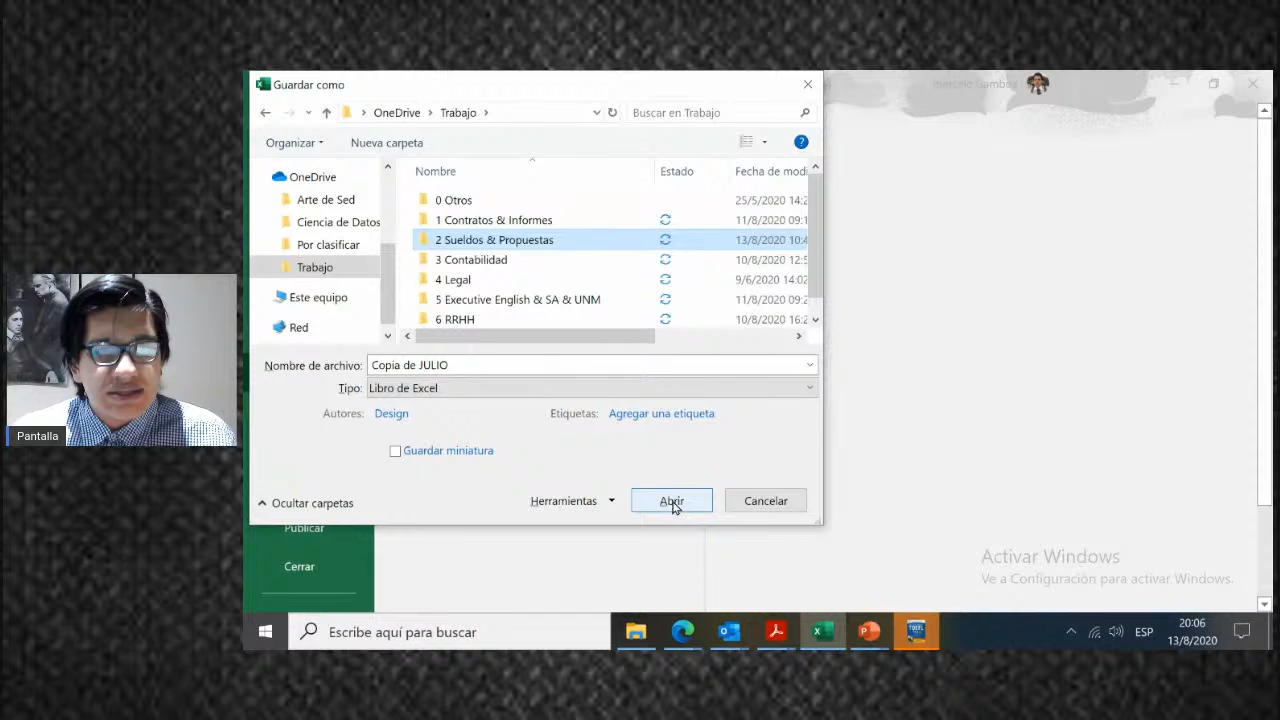 Guardar como
marcelo Gamboa
OneDrive > Trabajo >
Buscar en Trabajo
Organizar
Nueva carpeta
OneDrive
Arte de Sed
Ciencia de Datos
Por clasificar
Trabajo
Este equipo
Red
Nombre Estado Fecha de modi
0 Otros 25/5/2020 14:2
1 Contratos & Informes 11/8/2020 09:1
2 Sueldos & Propuestas 13/8/2020 10:4
3 Contabilidad 10/8/2020 12:5
4 Legal 9/6/2020 14:02
5 Executive English & SA & UNM 11/8/2020 09:2
6 RRHH 10/8/2020 16:2
Nombre de archivo: Copia de JULIO
Tipo: Libro de Excel
Autores: Design
Etiquetas: Agregar una etiqueta
Guardar miniatura
Ocultar carpetas
Herramientas
Abrir
Cancelar
Publicar
Cerrar
Pantalla
Activar Windows
Ve a Configuración para activar Windows.
Escribe aquí para buscar
TOEFL
ESP
20:06
13/8/2020